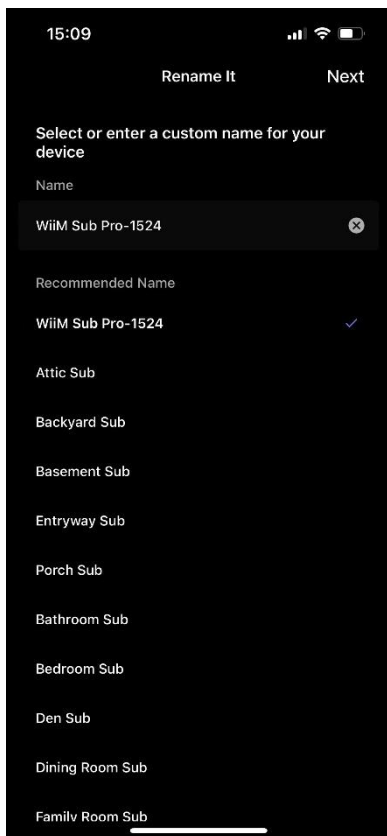 15:09
Rename It
Next
Select or enter a custom name for your
device
Name
WiiM Sub Pro-1524
Recommended Name
WiiM Sub Pro-1524
Attic Sub
Backyard Sub
Basement Sub
Entryway Sub
Porch Sub
Bathroom Sub
Bedroom Sub
Den Sub
Dining Room Sub
Family Room Sub